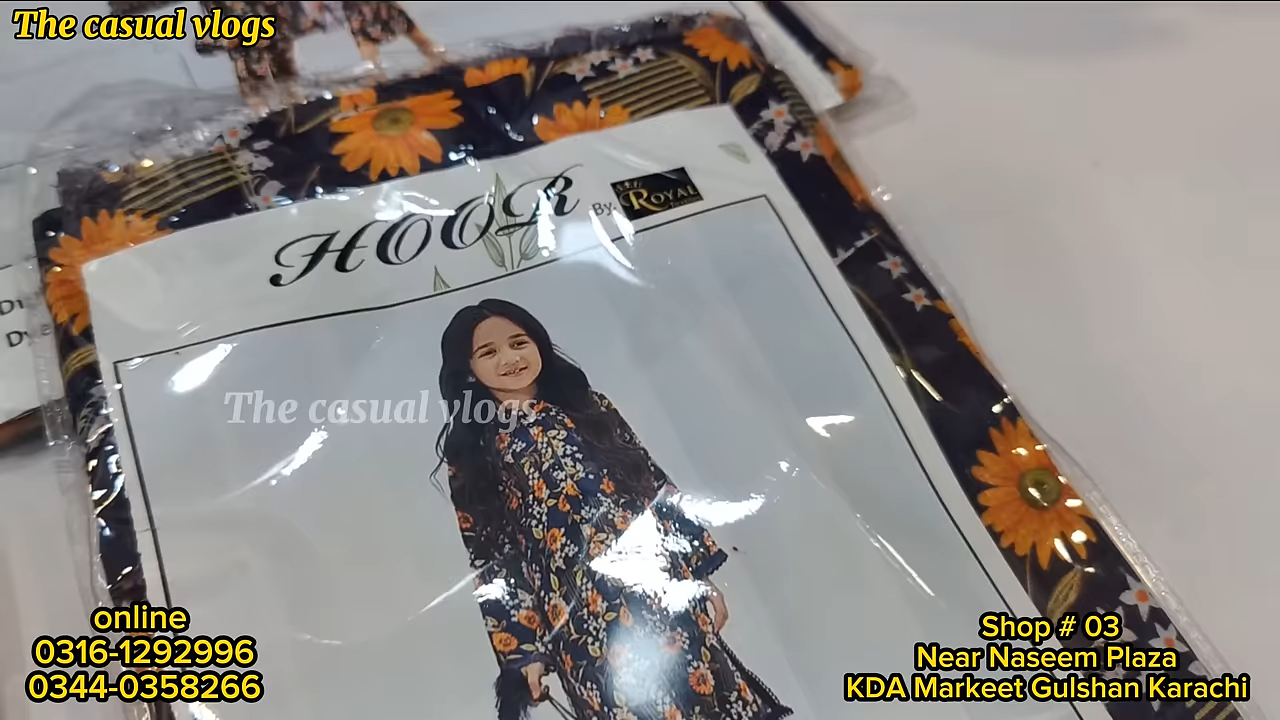 The casual vlogs
HOOR By: ROYAL
The casual vlogs
online
0316-1292996
0344-0358266
Shop # 03
Near Naseem Plaza
KDA Markeet Gulshan Karachi